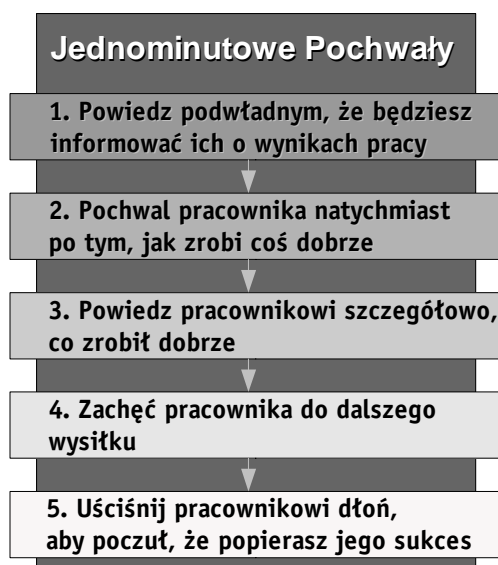 Jednominutowe Pochwały
1. Powiedz podwładnym, że będziesz
informować ich o wynikach pracy
2. Pochwal pracownika natychmiast
po tym, jak zrobi coś dobrze
3. Powiedz pracownikowi szczegółowo,
co zrobił dobrze
4. Zachęć pracownika do dalszego
wysiłku
5. Uściśnij pracownikowi dłoń,
aby poczuł, że popierasz jego sukces